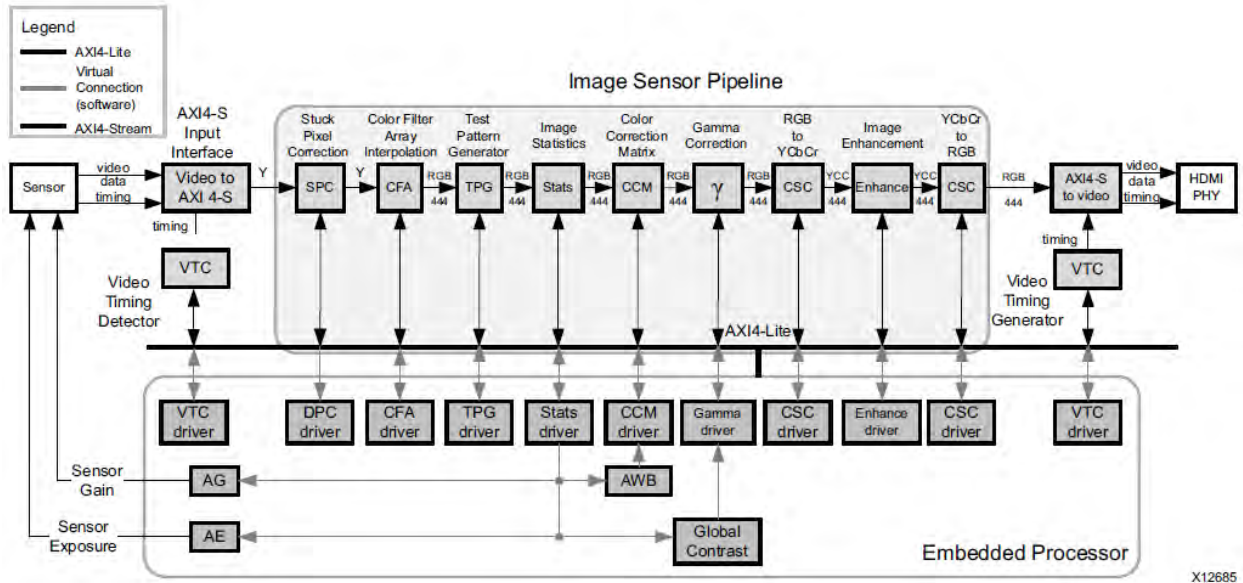 Legend
AXI4-Lite
Virtual
Connection
(software)
AXI4-Stream
Image Sensor Pipeline
AXI4-S
Input
Interface
Stuck
Pixel
Correction
Color Filter
Array
Interpolation
Test
Pattern
Generator
Image
Statistics
Color
Correction
Matrix
Gamma
Correction
RGB
to
YCbCr
Image
Enhancement
YCbCr
to
RGB
Sensor
video
data
timing
Video to
AXI 4-S
Y
SPC
Y
CFA
RGB
444
TPG
RGB
444
Stats
RGB
444
CCM
RGB
444
γ
RGB
444
CSC
YCC
444
Enhance
YCC
444
CSC
RGB
444
AXI4-S
to video
video
data
timing
HDMI
PHY
timing
VTC
Video
Timing
Detector
timing
VTC
Video
Timing
Generator
AXI4-Lite
VTC
driver
DPC
driver
CFA
driver
TPG
driver
Stats
driver
CCM
driver
Gamma
driver
CSC
driver
Enhance
driver
CSC
driver
VTC
driver
Sensor
Gain
AG
AWB
Sensor
Exposure
AE
Global
Contrast
Embedded Processor
X12685